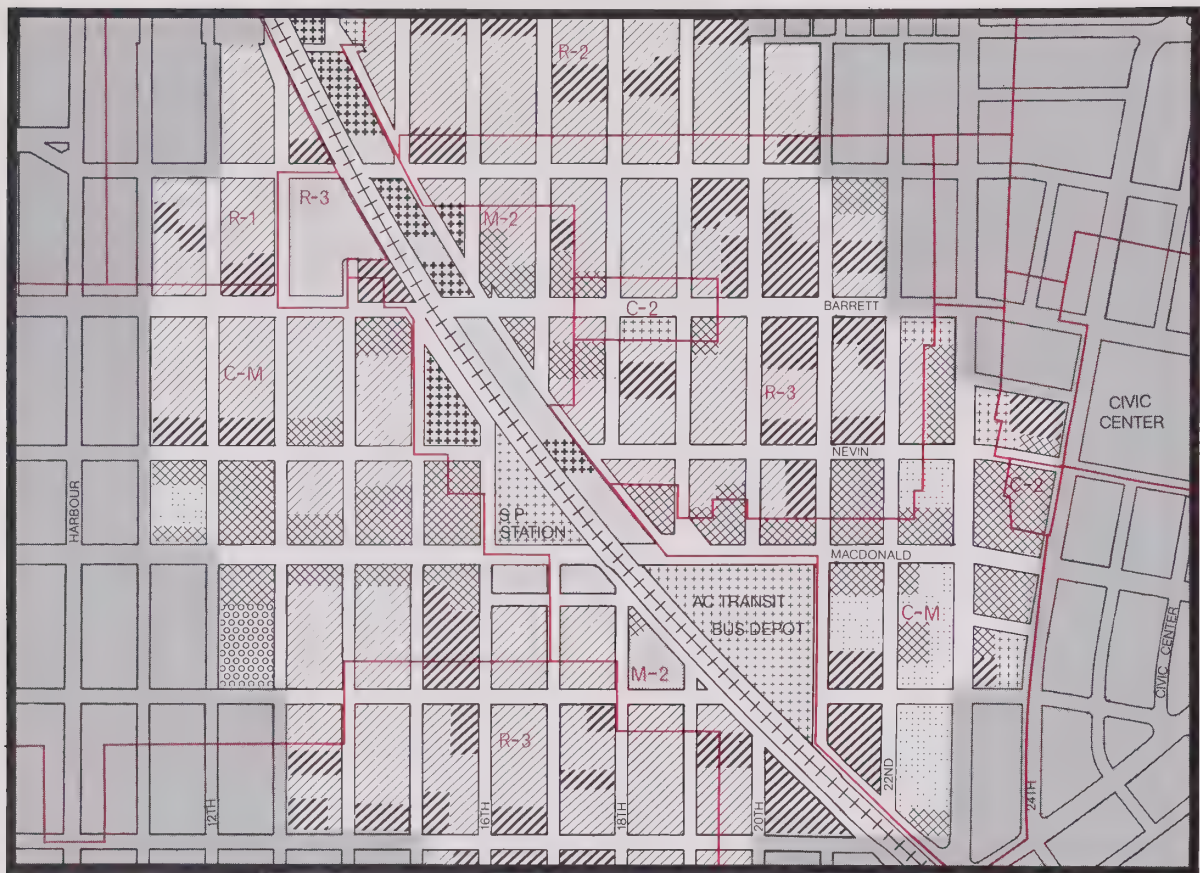 R-2
R-3
R-1
M-2
C-2
BARRETT
C-M
R-3
CIVIC
CENTER
NEVIN
HARBOUR
C-2
S P
STATION
MACDONALD
AC TRANSIT
BUS DEPOT
C-M
M-2
CIVIC CENTER
R-3
12TH
16TH
18TH
20TH
22ND
24TH